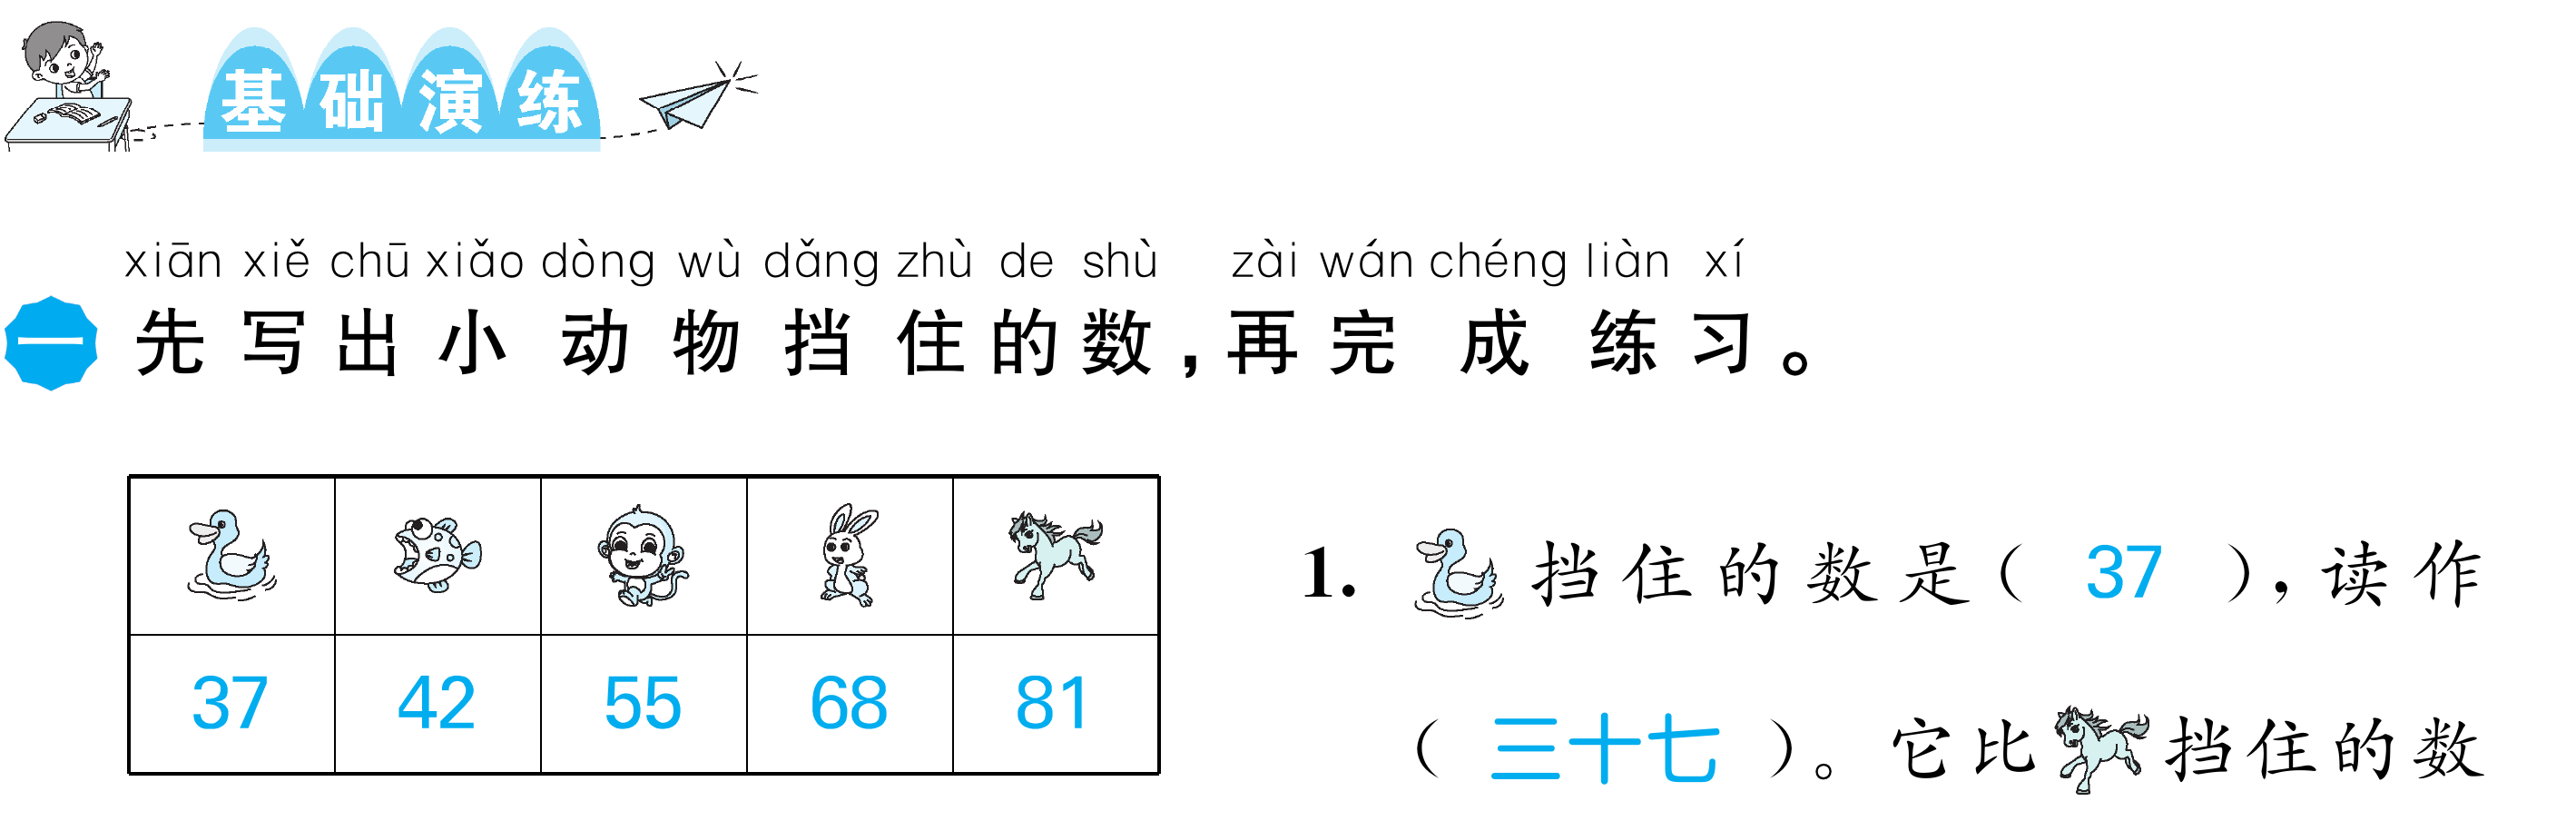 基础演练
xiān xiě chū xiǎo dòng wù dǎng zhù de shù zài wán chéng liàn xí
一 先写出小动物挡住的数,再完成练习。
37 42 55 68 81
1. 挡住的数是( 37 ),读作
( 三十七 )。它比挡住的数